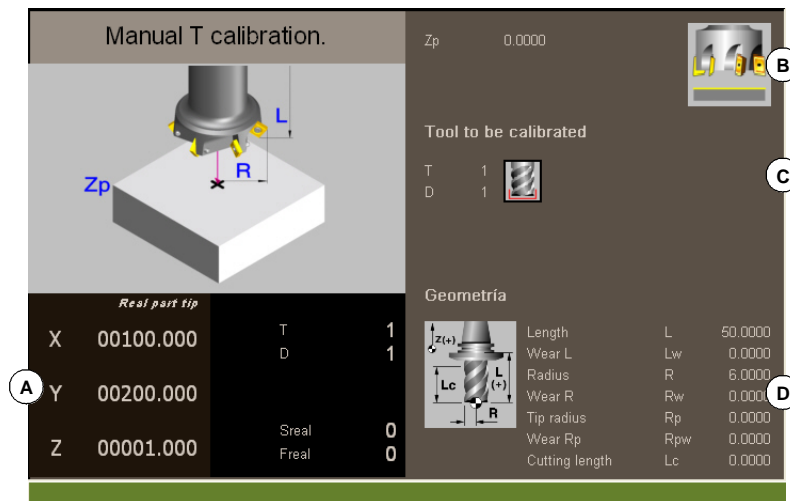 Manual T calibration.
L
R
Zp
Zp 0.0000
B
Tool to be calibrated
T 1
D 1
C
Real part tip
X 00100.000
Y 00200.000
Z 00001.000
A
T 1
D 1
Sreal 0
Freal 0
Geometría
Z(+)
Lc
L
(+)
R
Length L 50.0000
Wear L Lw 0.0000
Radius R 6.0000
Wear R Rw 0.0000
Tip radius Rp 0.0000
Wear Rp Rpw 0.0000
Cutting length Lc 0.0000
D